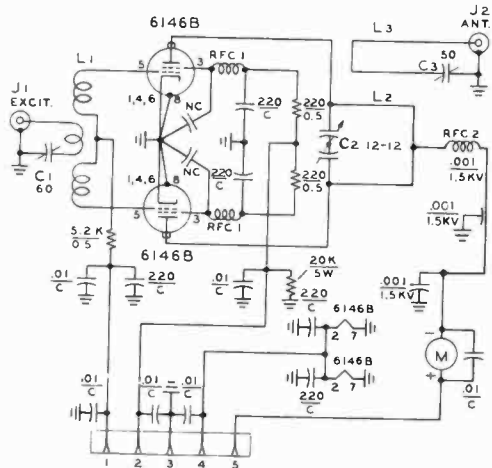 6146B
J2
ANT.
L3
50
C3
L1
5
3
RFC 1
J1
EXCIT.
1,4,6
8
NC
220
C
220
0.5
L2
C2 12-12
RFC 2
.001
1.5KV
C1
60
NC
220
C
220
0.5
1,4,6
8
5
3
RFC 1
6146B
.001
1.5KV
5.2K
0.5
20K
5W
.01
C
220
C
.01
C
220
C
6146B
2 7
.001
1.5KV
6146B
2 7
220
C
-
M
+
.01
C
.01
C
.01
C
.01
C
1 2 3 4 5